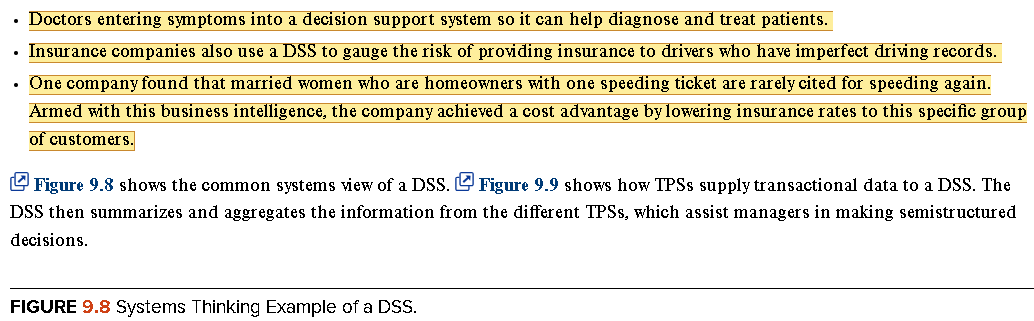 • Doctors entering symptoms into a decision support system so it can help diagnose and treat patients.
• Insurance companies also use a DSS to gauge the risk of providing insurance to drivers who have imperfect driving records.
• One company found that married women who are homeowners with one speeding ticket are rarely cited for speeding again.
Armed with this business intelligence, the company achieved a cost advantage by lowering insurance rates to this specific group
of customers.
Figure 9.8 shows the common systems view of a DSS. Figure 9.9 shows how TPSs supply transactional data to a DSS. The
DSS then summarizes and aggregates the information from the different TPSs, which assist managers in making semistructured
decisions.
FIGURE 9.8 Systems Thinking Example of a DSS.